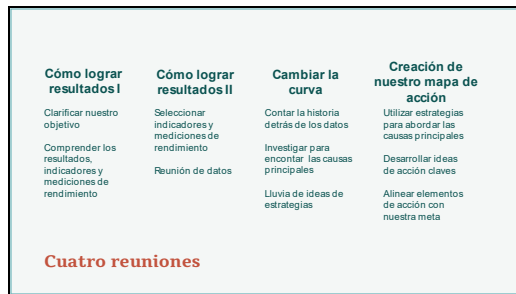 Cómo lograr
resultados I
Clarificar nuestro
objetivo
Comprender los
resultados,
indicadores y
mediciones de
rendimiento
Cómo lograr
resultados II
Seleccionar
indicadores y
mediciones de
rendimiento
Reunión de datos
Cambiar la
curva
Contar la historia
detrás de los datos
Investigar para
encontar las causas
principales
Lluvia de ideas de
estrategias
Creación de
nuestro mapa de
acción
Utilizar estrategias
para abordar las
causas principales
Desarrollar ideas
de acción claves
Alinear elementos
de acción con
nuestra meta
Cuatro reuniones